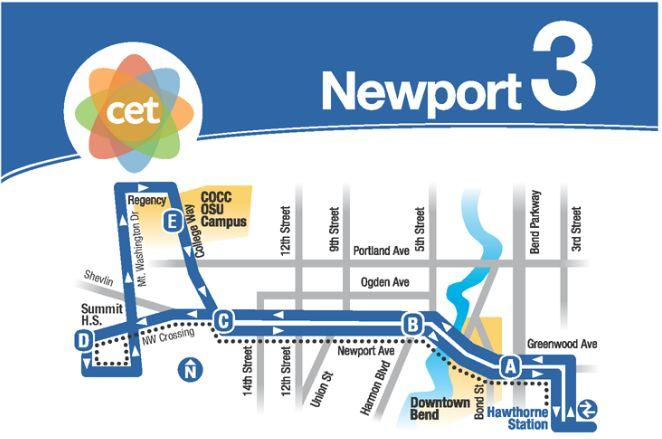 cet
Newport 3
Regency
COCC
OSU
Campus
E
College Way
Mt. Washington Dr
12th Street
9th Street
5th Street
Bend Parkway
3rd Street
Portland Ave
Shevlin
Ogden Ave
Summit
H.S.
D
NW Crossing
C
B
A
Newport Ave
Greenwood Ave
N
14th Street
12th Street
Union St
Harmon Blvd
Downtown
Bend
Bond St
Hawthorne
Station